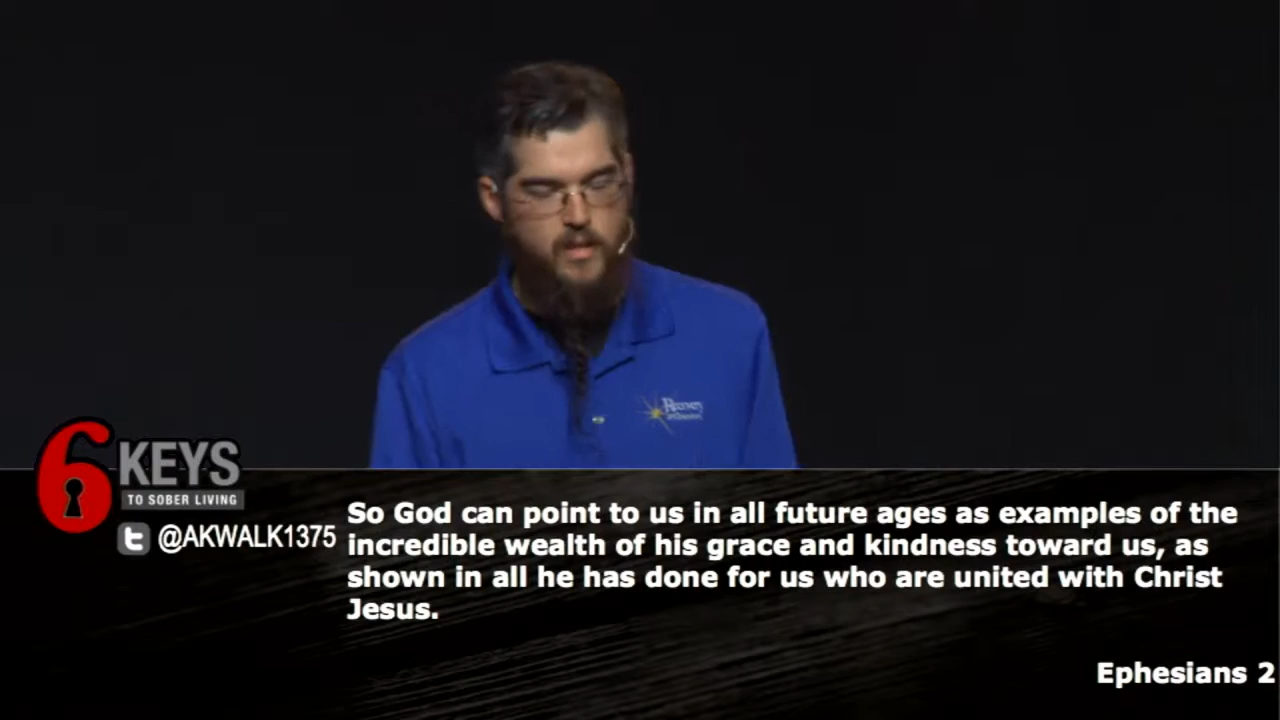 6
KEYS
TO SOBER LIVING
@AKWALK1375
So God can point to us in all future ages as examples of the
incredible wealth of his grace and kindness toward us, as
shown in all he has done for us who are united with Christ
Jesus.
Ephesians 2